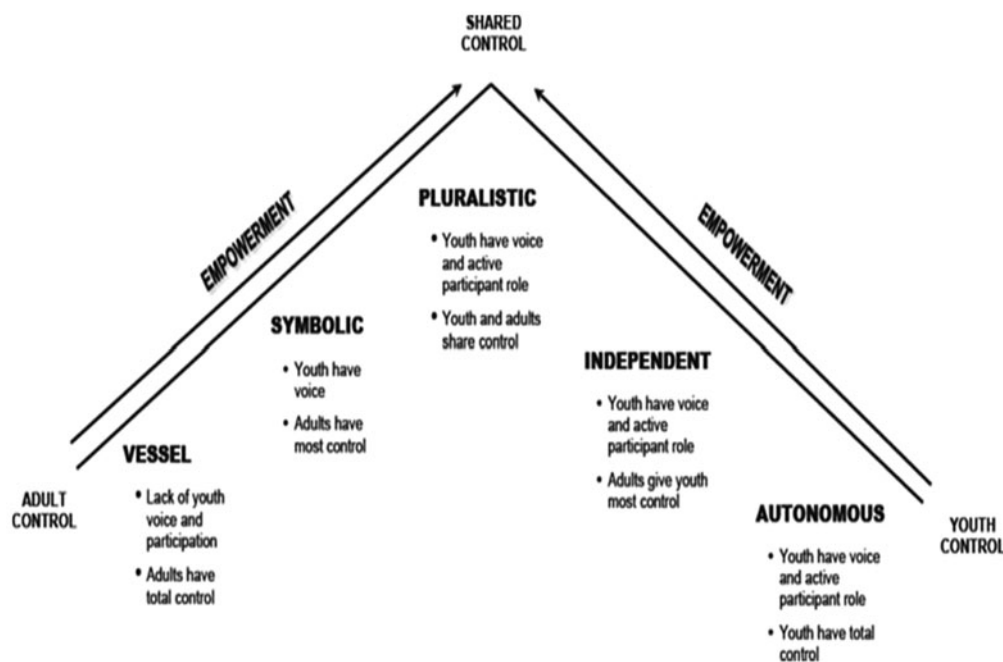 SHARED
CONTROL
EMPOWERMENT
EMPOWERMENT
PLURALISTIC
• Youth have voice
and active
participant role
• Youth and adults
share control
SYMBOLIC
• Youth have
voice
• Adults have
most control
INDEPENDENT
• Youth have voice
and active
participant role
• Adults give youth
most control
VESSEL
• Lack of youth
voice and
participation
• Adults have
total control
ADULT
CONTROL
AUTONOMOUS
• Youth have voice
and active
participant role
• Youth have total
control
YOUTH
CONTROL